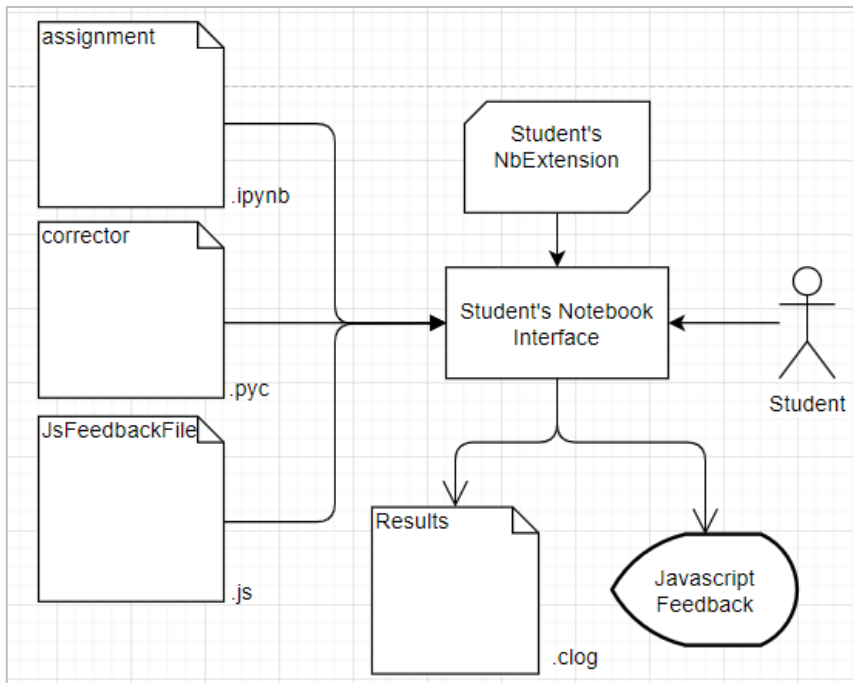 assignment
.ipynb
corrector
.pyc
JsFeedbackFile
.js
Student's
NbExtension
Student's Notebook
Interface
Student
Results
.clog
Javascript
Feedback